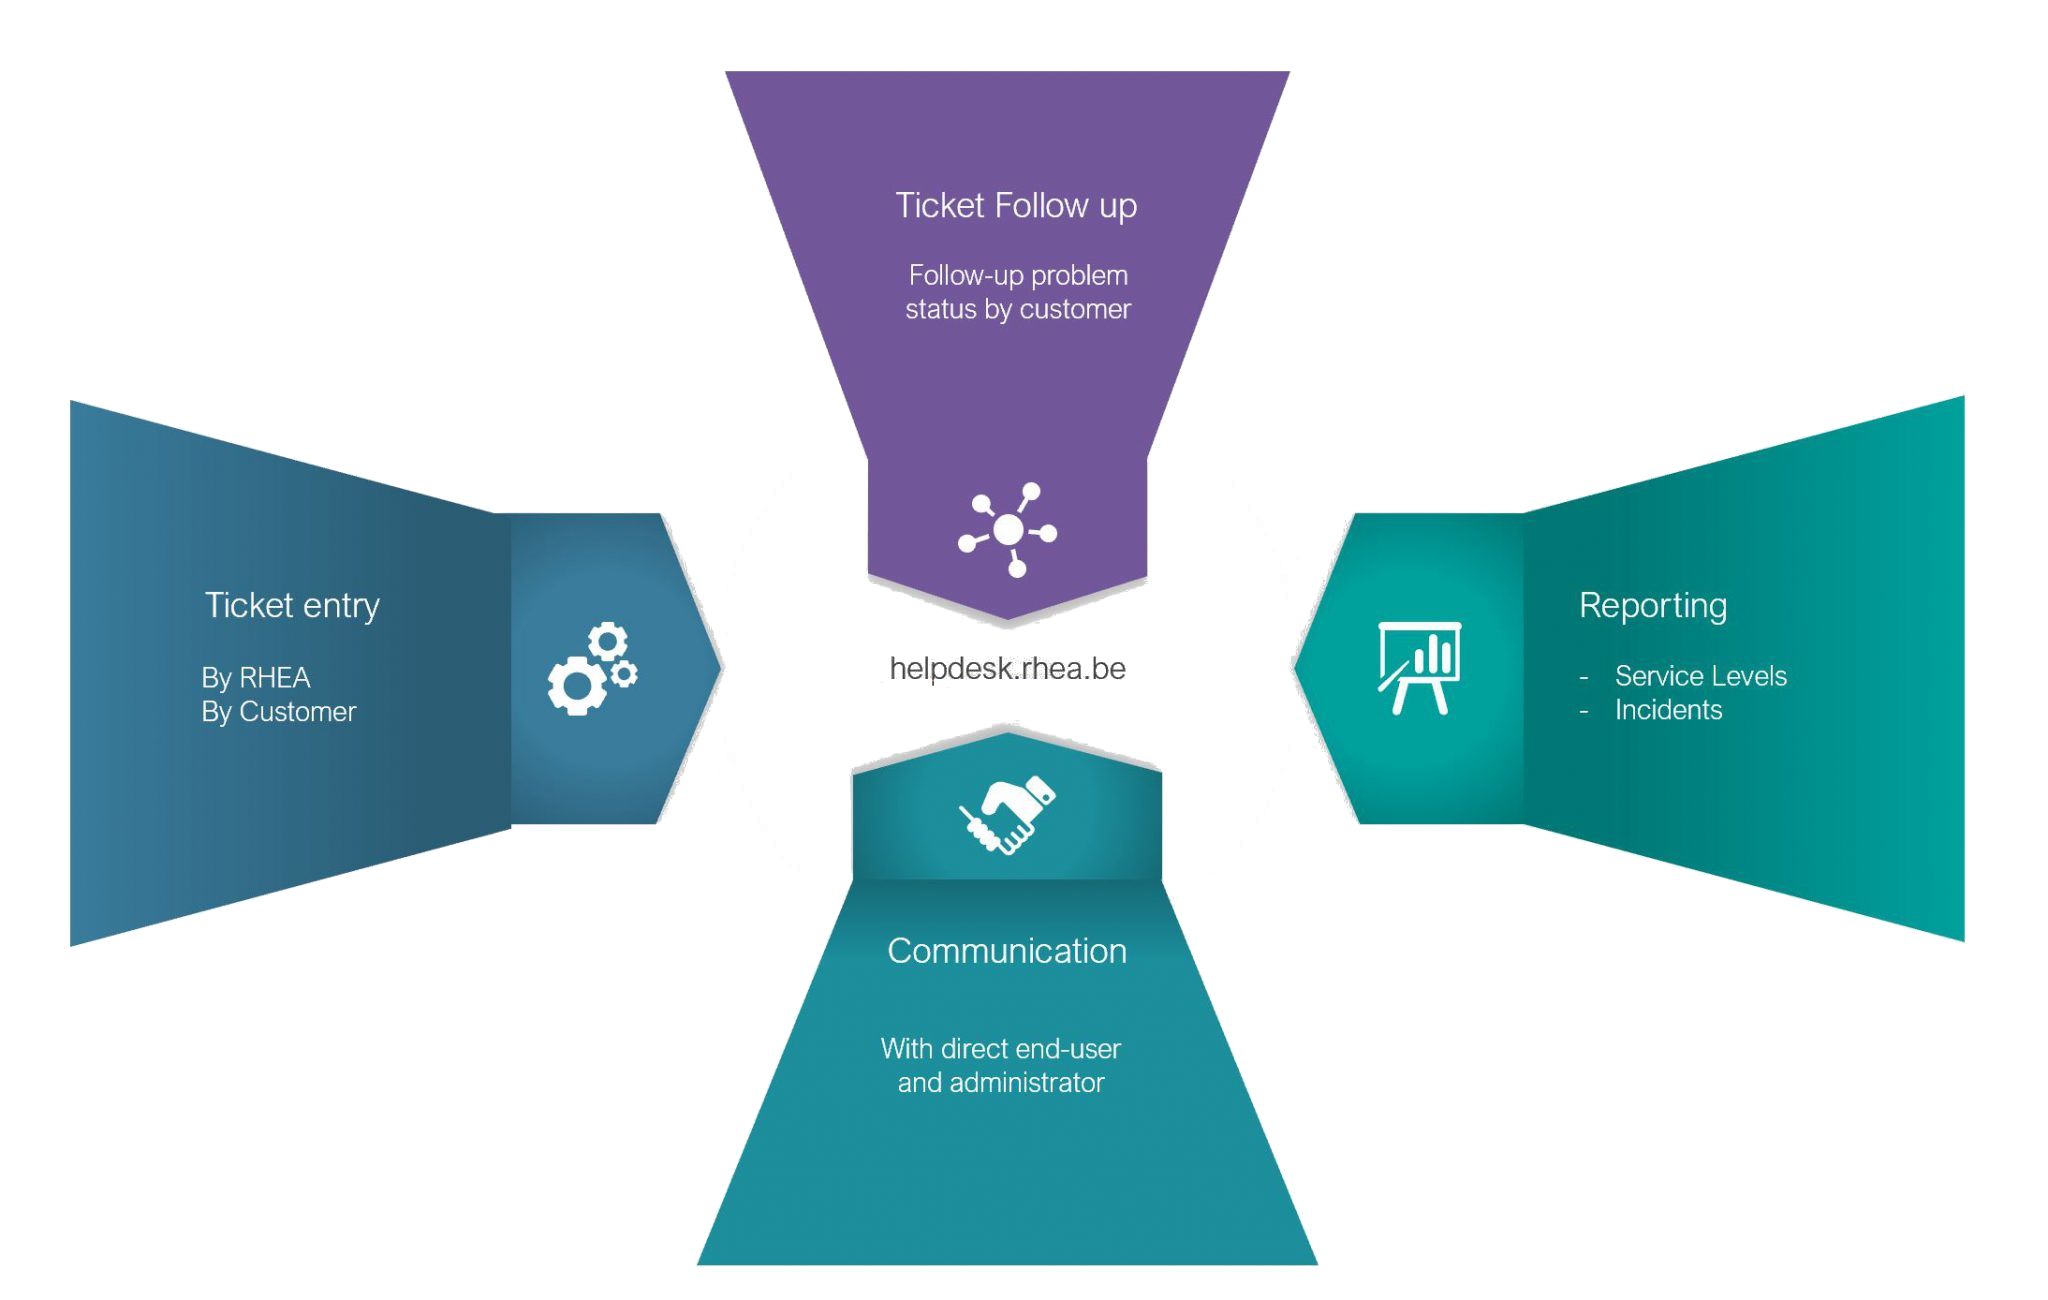 Ticket Follow up
Follow-up problem
status by customer
Ticket entry
By RHEA
By Customer
helpdesk.rhea.be
Reporting
- Service Levels
- Incidents
Communication
With direct end-user
and administrator